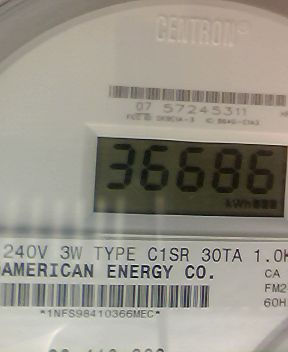 CENTRON®
07 57245311
36686
kWh
240V 3W TYPE C1SR 30TA 1.0K
AMERICAN ENERGY CO.
CA
FM2
60H
*1NFS98410366MEC*